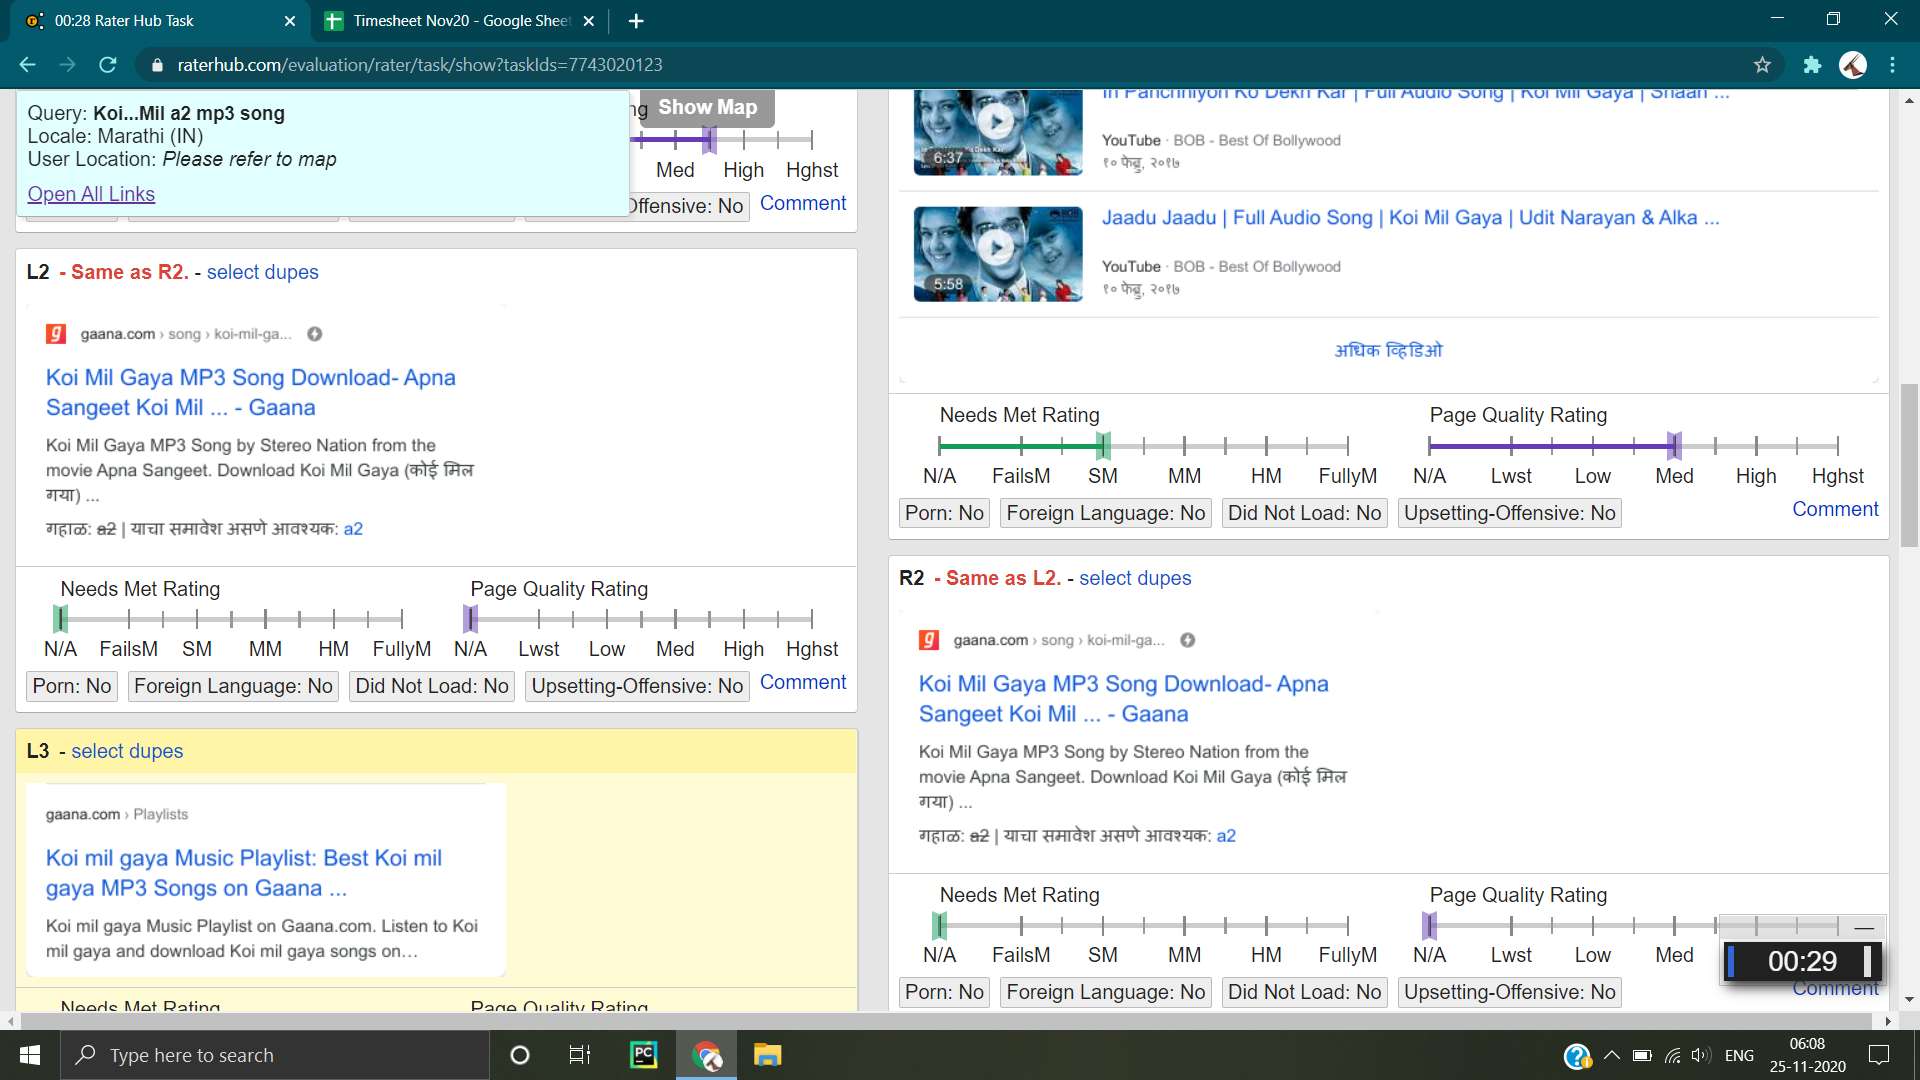 00:28 Rater Hub Task
Timesheet Nov20 - Google Sheet
raterhub.com/evaluation/rater/task/show?taskIds=7743020123
Query: Koi...Mil a2 mp3 song
Locale: Marathi (IN)
User Location: Please refer to map
Open All Links
ng
Show Map
Med High Hghst
Offensive: No Comment
L2 - Same as R2. - select dupes
gaana.com › song › koi-mil-ga...
Koi Mil Gaya MP3 Song Download- Apna
Sangeet Koi Mil ... - Gaana
Koi Mil Gaya MP3 Song by Stereo Nation from the
movie Apna Sangeet. Download Koi Mil Gaya (कोई मिल
गया) ...
गहाळ: a2 | याचा समावेश असणे आवश्यक: a2
Needs Met Rating Page Quality Rating
N/A FailsM SM MM HM FullyM N/A Lwst Low Med High Hghst
Porn: No Foreign Language: No Did Not Load: No Upsetting-Offensive: No Comment
L3 - select dupes
gaana.com › Playlists
Koi mil gaya Music Playlist: Best Koi mil
gaya MP3 Songs on Gaana ...
Koi mil gaya Music Playlist on Gaana.com. Listen to Koi
mil gaya and download Koi mil gaya songs on...
Needs Met Rating Page Quality Rating
In Panchhiyon Ko Dekh Kar | Full Audio Song | Koi Mil Gaya | Shaan ...
6:37
YouTube · BOB - Best Of Bollywood
१० फेब्रु, २०१७
Jaadu Jaadu | Full Audio Song | Koi Mil Gaya | Udit Narayan & Alka ...
5:58
YouTube · BOB - Best Of Bollywood
१० फेब्रु, २०१७
अधिक व्हिडिओ
Needs Met Rating Page Quality Rating
N/A FailsM SM MM HM FullyM N/A Lwst Low Med High Hghst
Porn: No Foreign Language: No Did Not Load: No Upsetting-Offensive: No Comment
R2 - Same as L2. - select dupes
gaana.com › song › koi-mil-ga...
Koi Mil Gaya MP3 Song Download- Apna
Sangeet Koi Mil ... - Gaana
Koi Mil Gaya MP3 Song by Stereo Nation from the
movie Apna Sangeet. Download Koi Mil Gaya (कोई मिल
गया) ...
गहाळ: a2 | याचा समावेश असणे आवश्यक: a2
Needs Met Rating Page Quality Rating
N/A FailsM SM MM HM FullyM N/A Lwst Low Med
00:29
Porn: No Foreign Language: No Did Not Load: No Upsetting-Offensive: No Comment
Type here to search
PC
ENG
06:08
25-11-2020